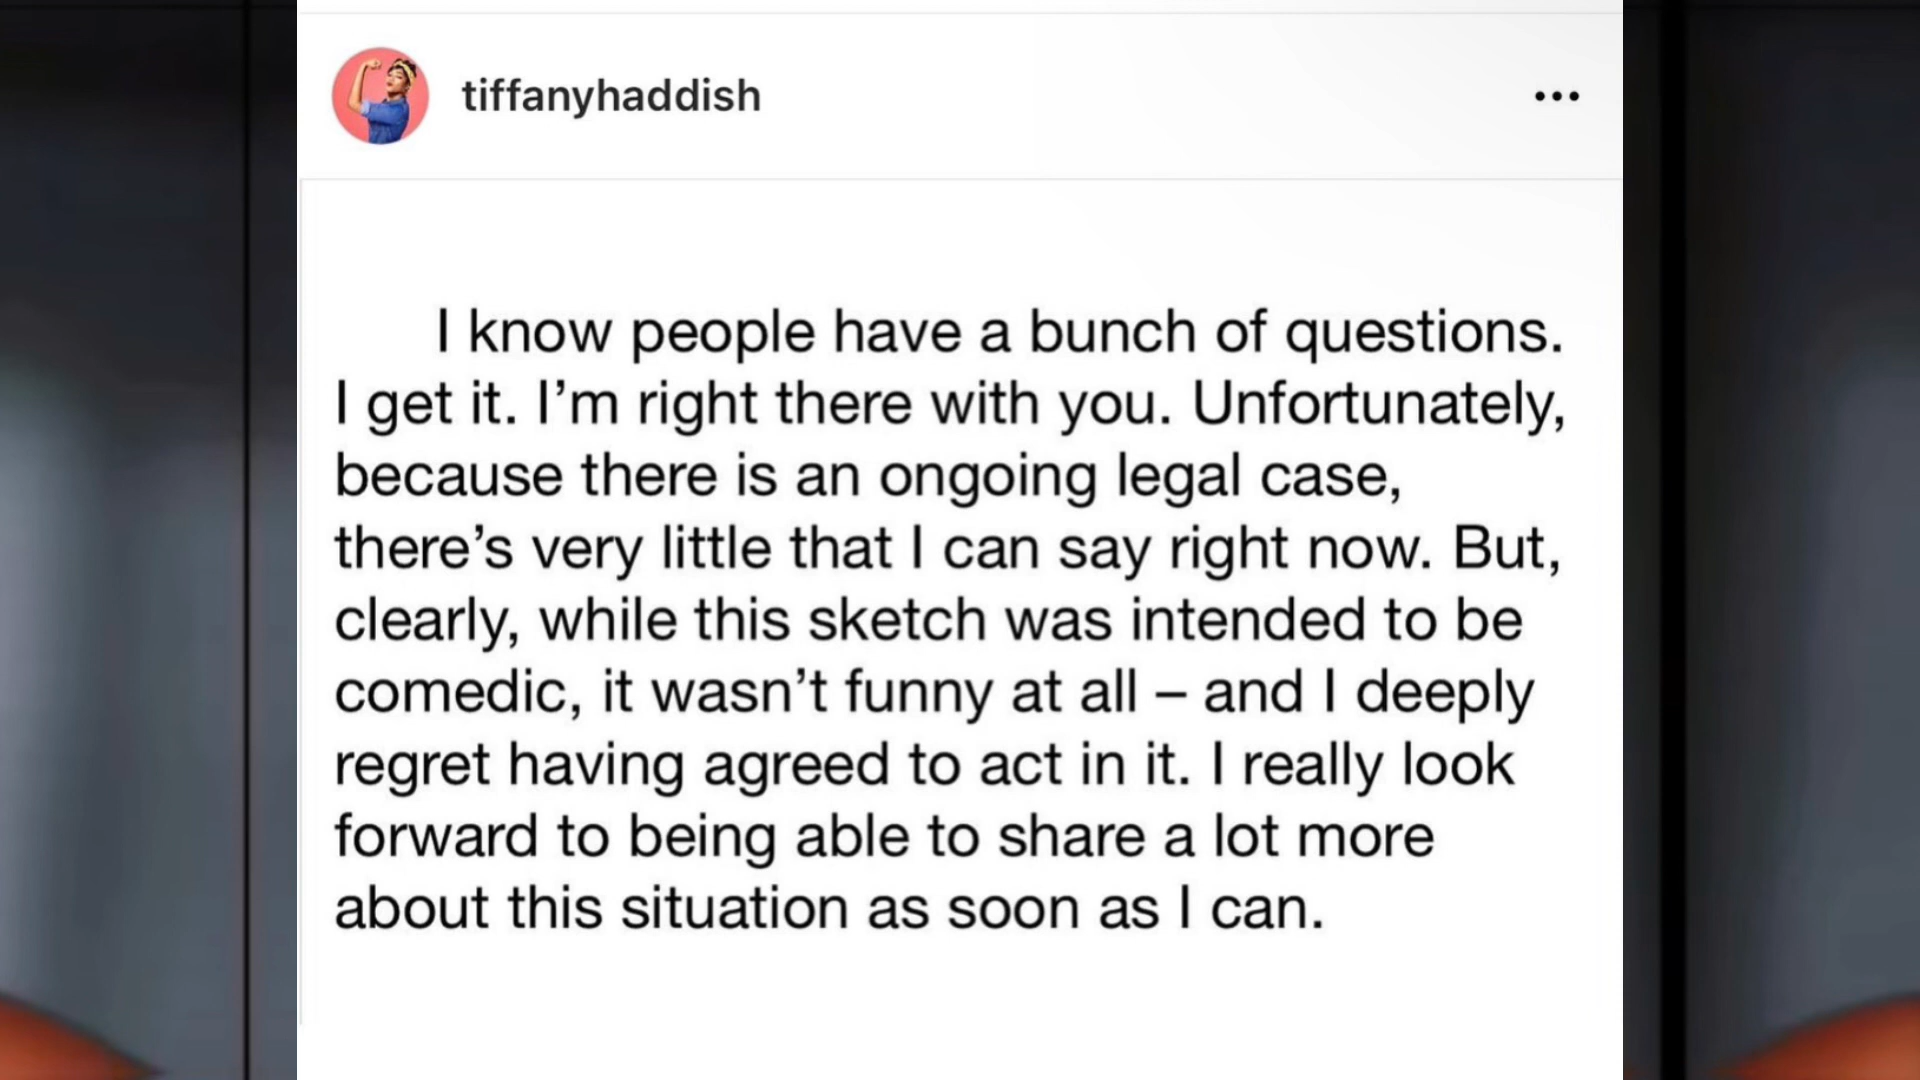 tiffanyhaddish
I know people have a bunch of questions.
I get it. I’m right there with you. Unfortunately,
because there is an ongoing legal case,
there’s very little that I can say right now. But,
clearly, while this sketch was intended to be
comedic, it wasn’t funny at all – and I deeply
regret having agreed to act in it. I really look
forward to being able to share a lot more
about this situation as soon as I can.